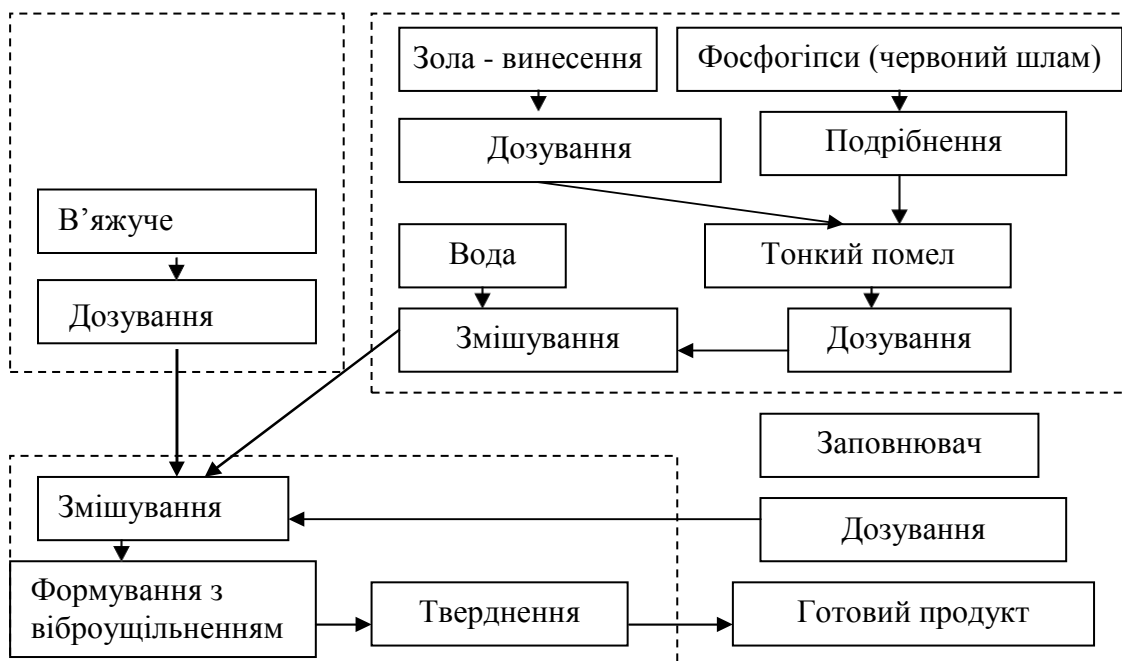 Зола - винесення
Фосфогіпси (червоний шлам)
Дозування
Подрібнення
В’яжуче
Вода
Тонкий помел
Дозування
Змішування
Дозування
Заповнювач
Змішування
Дозування
Формування з
віброущільненням
Тверднення
Готовий продукт